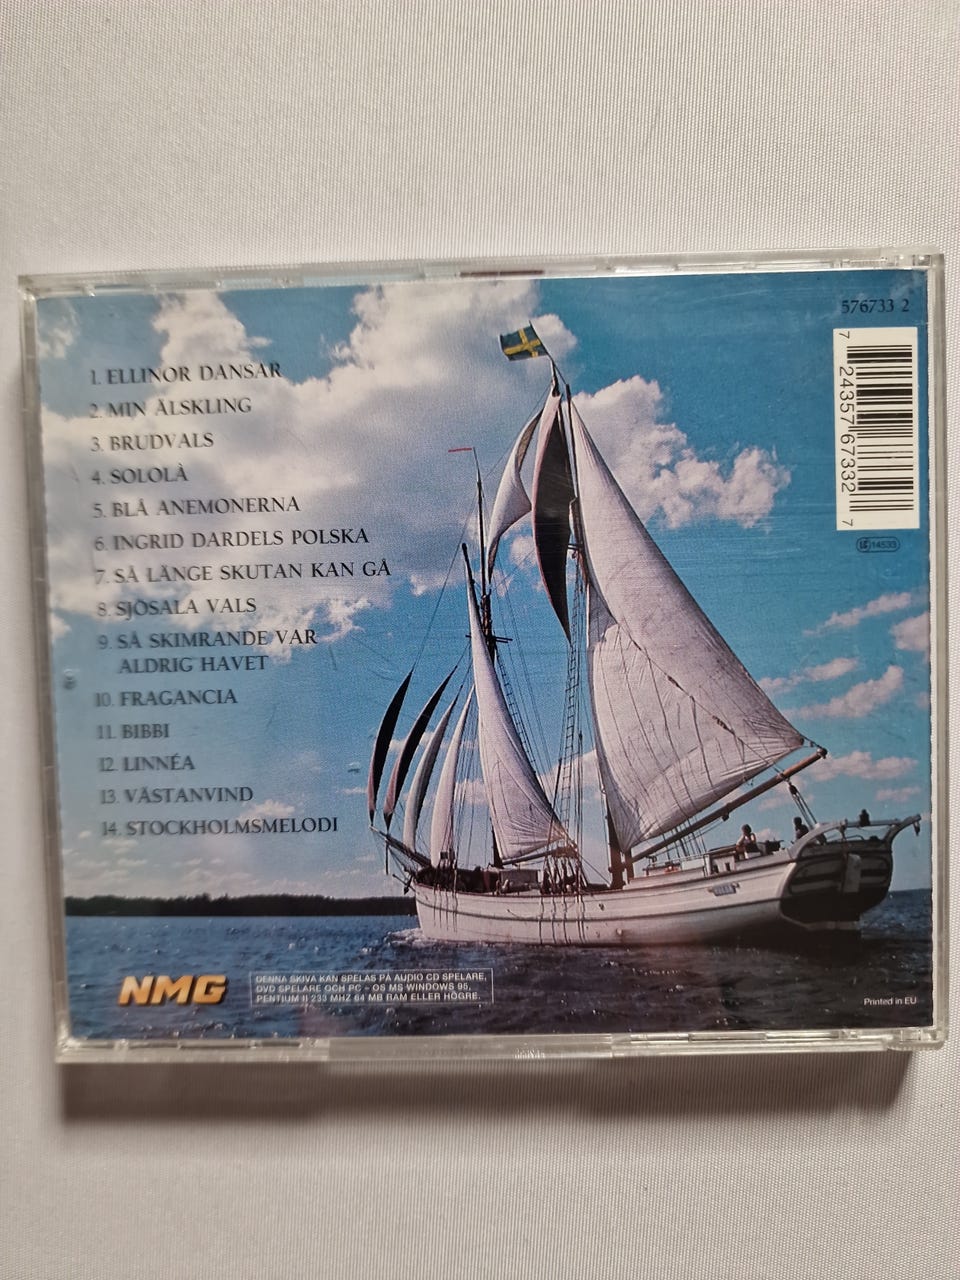 576733 2
7 24357 67332 7
LC 14533
1. ELLINOR DANSAR
2. MIN ÄLSKLING
3. BRUDVALS
4. SOLOLÀ
5. BLÅ ANEMONERNA
6. INGRID DARDELS POLSKA
7. SÅ LÄNGE SKUTAN KAN GÅ
8. SJÖSALA VALS
9. SÅ SKIMRANDE VAR
ALDRIG HAVET
10. FRAGANCIA
11. BIBBI
12. LINNÉA
13. VÄSTANVIND
14. STOCKHOLMSMELODI
NMG
DENNA SKIVA KAN SPELAS PÅ AUDIO CD SPELARE,
DVD SPELARE OCH PC - OS MS WINDOWS 95,
PENTIUM II 233 MHZ 64 MB RAM ELLER HÖGRE.
Printed in EU